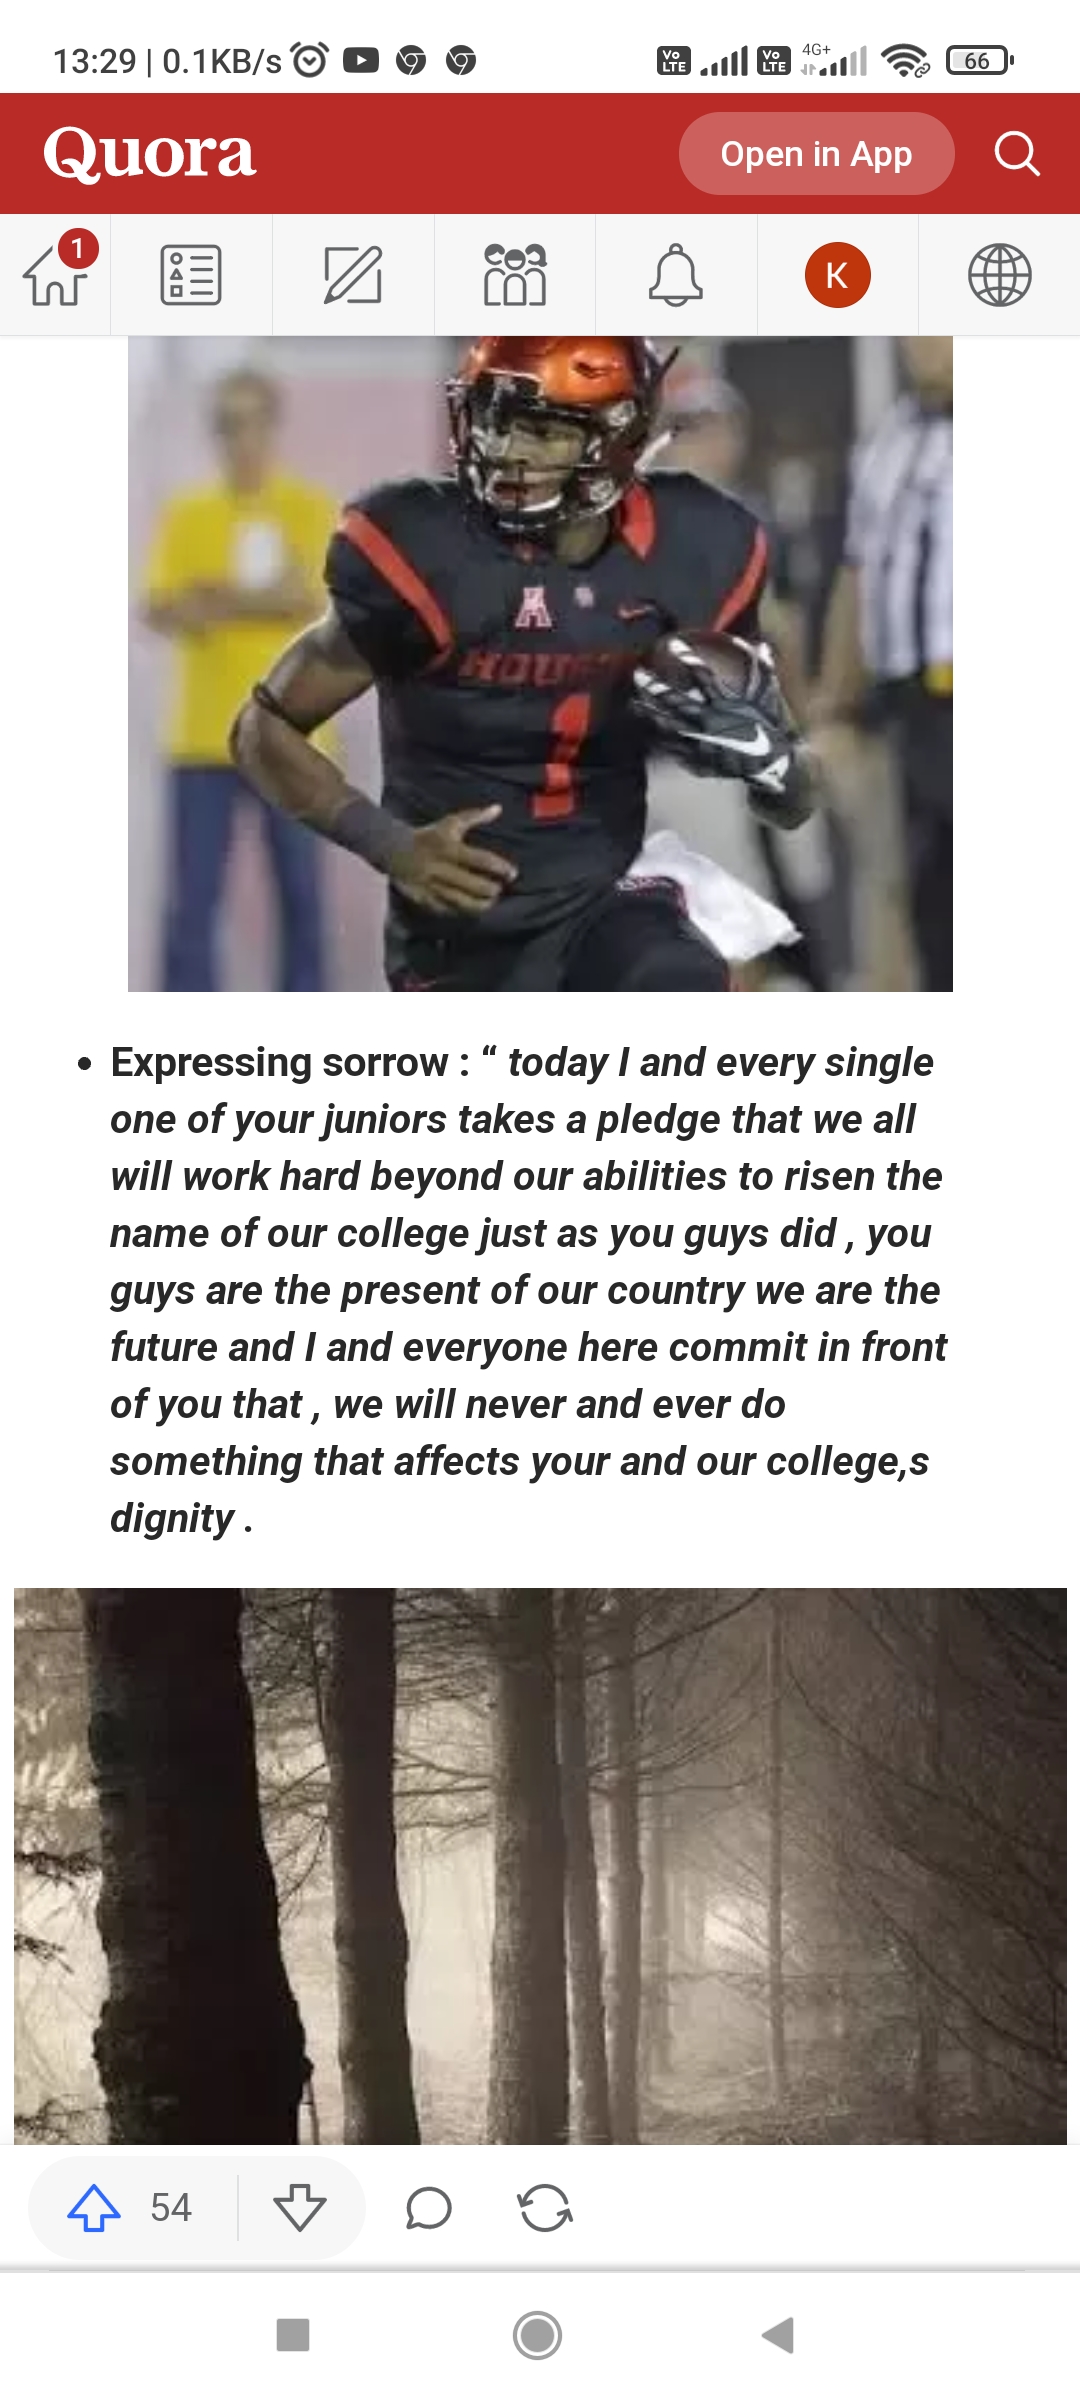 13:29 | 0.1KB/s Vo LTE Vo LTE 4G+ 66
Quora Open in App
1 K
A
HOUS
1
• Expressing sorrow : “ today I and every single
one of your juniors takes a pledge that we all
will work hard beyond our abilities to risen the
name of our college just as you guys did , you
guys are the present of our country we are the
future and I and everyone here commit in front
of you that , we will never and ever do
something that affects your and our college,s
dignity .
54